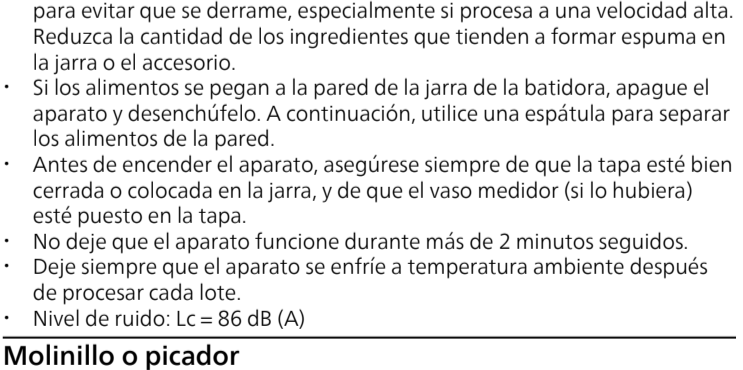 para evitar que se derrame, especialmente si procesa a una velocidad alta.
Reduzca la cantidad de los ingredientes que tienden a formar espuma en
la jarra o el accesorio.
· Si los alimentos se pegan a la pared de la jarra de la batidora, apague el
aparato y desenchúfelo. A continuación, utilice una espátula para separar
los alimentos de la pared.
· Antes de encender el aparato, asegúrese siempre de que la tapa esté bien
cerrada o colocada en la jarra, y de que el vaso medidor (si lo hubiera)
esté puesto en la tapa.
· No deje que el aparato funcione durante más de 2 minutos seguidos.
· Deje siempre que el aparato se enfríe a temperatura ambiente después
de procesar cada lote.
· Nivel de ruido: Lc = 86 dB (A)
Molinillo o picador